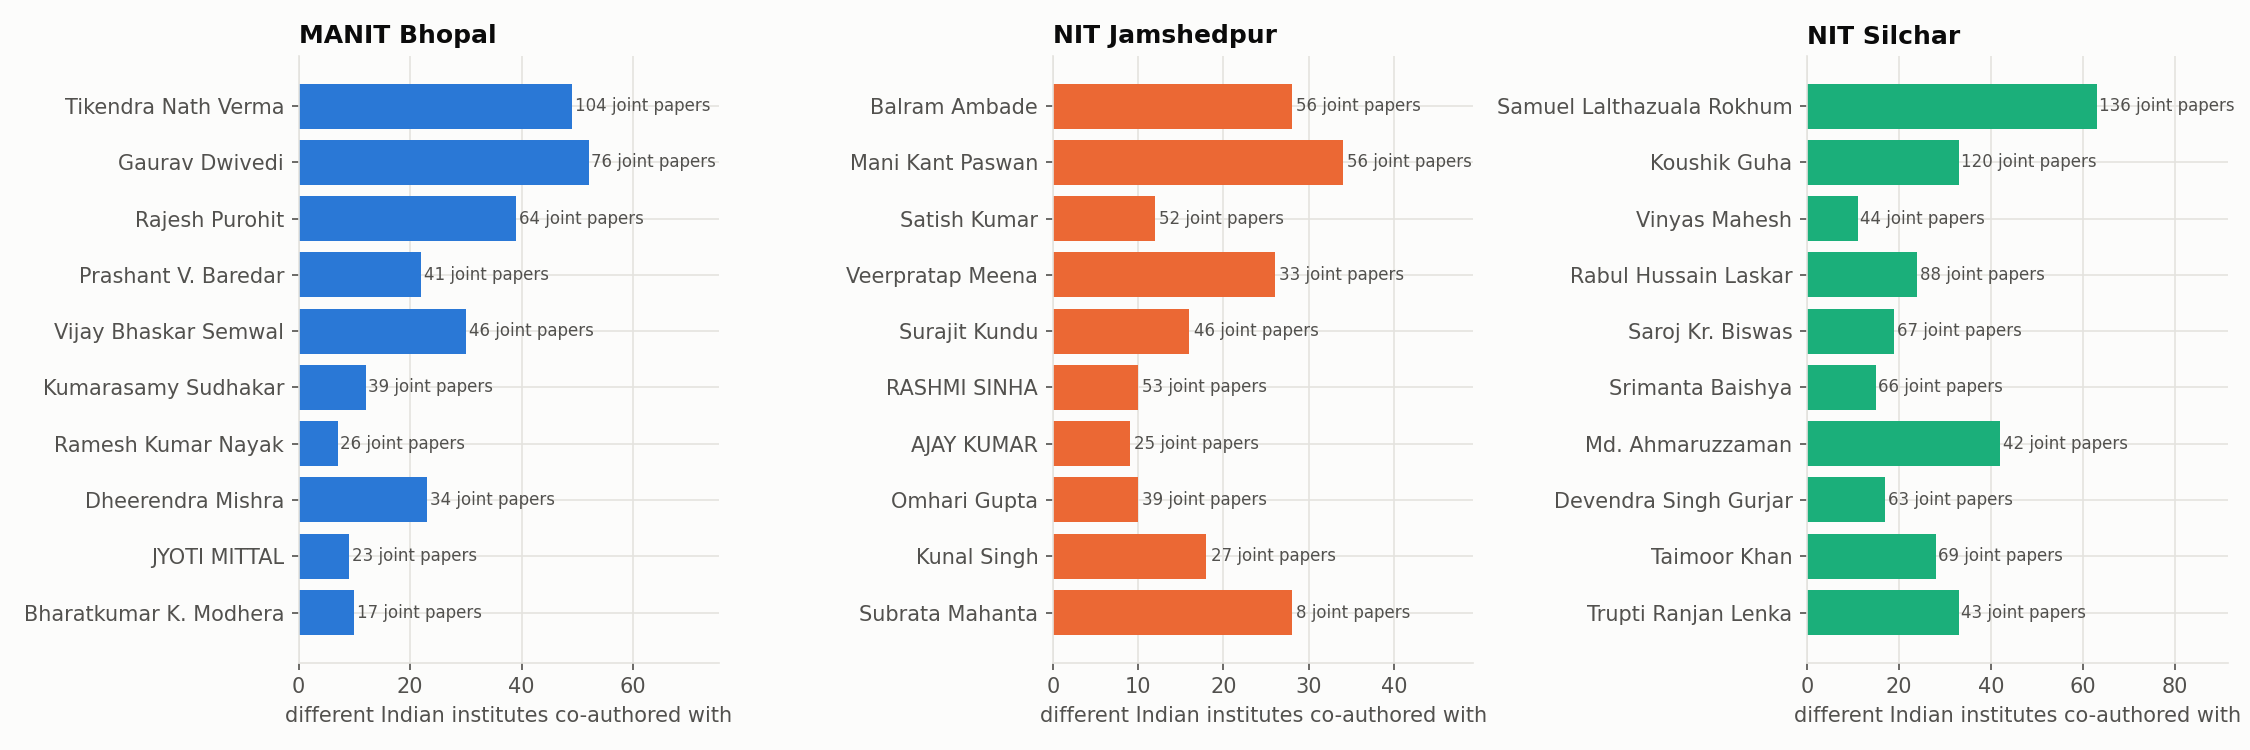 MANIT Bhopal
Tikendra Nath Verma 104 joint papers
Gaurav Dwivedi 76 joint papers
Rajesh Purohit 64 joint papers
Prashant V. Baredar 41 joint papers
Vijay Bhaskar Semwal 46 joint papers
Kumarasamy Sudhakar 39 joint papers
Ramesh Kumar Nayak 26 joint papers
Dheerendra Mishra 34 joint papers
JYOTI MITTAL 23 joint papers
Bharatkumar K. Modhera 17 joint papers
0 20 40 60
different Indian institutes co-authored with
NIT Jamshedpur
Balram Ambade 56 joint papers
Mani Kant Paswan 56 joint papers
Satish Kumar 52 joint papers
Veerpratap Meena 33 joint papers
Surajit Kundu 46 joint papers
RASHMI SINHA 53 joint papers
AJAY KUMAR 25 joint papers
Omhari Gupta 39 joint papers
Kunal Singh 27 joint papers
Subrata Mahanta 8 joint papers
0 10 20 30 40
different Indian institutes co-authored with
NIT Silchar
Samuel Lalthazuala Rokhum 136 joint papers
Koushik Guha 120 joint papers
Vinyas Mahesh 44 joint papers
Rabul Hussain Laskar 88 joint papers
Saroj Kr. Biswas 67 joint papers
Srimanta Baishya 66 joint papers
Md. Ahmaruzzaman 42 joint papers
Devendra Singh Gurjar 63 joint papers
Taimoor Khan 69 joint papers
Trupti Ranjan Lenka 43 joint papers
0 20 40 60 80
different Indian institutes co-authored with